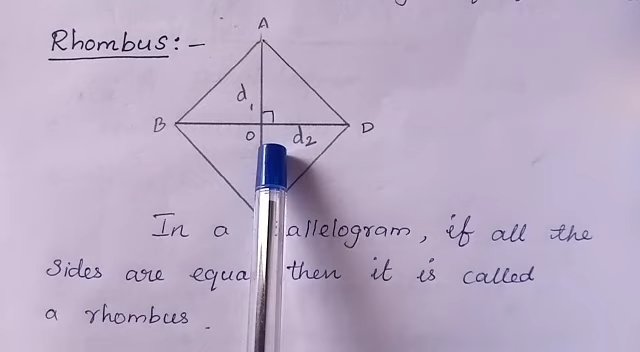 Rhombus :-
A
d1
B
D
O
d2
In a allelogram, if all the
sides are equa then it is called
a rhombus.